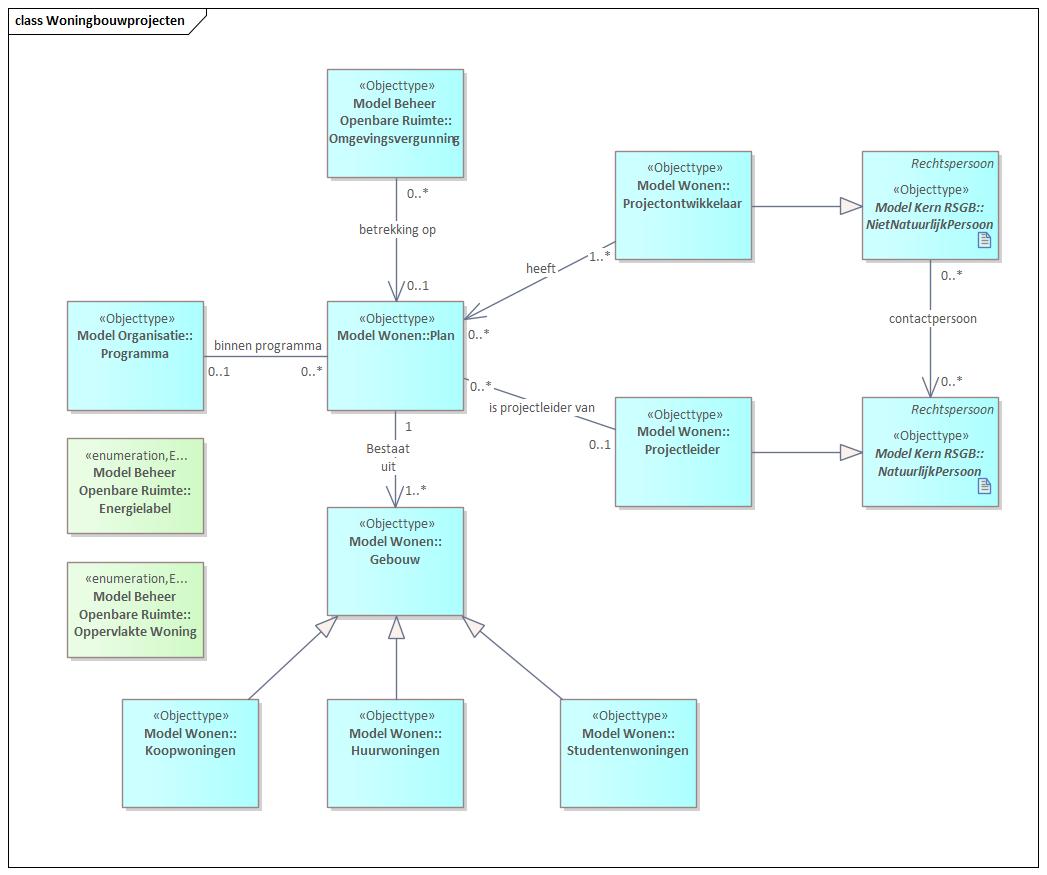 class Woningbouwprojecten
«Objecttype»
Model Beheer
Openbare Ruimte::
Omgevingsvergunning
0..*
betrekking op
0..1
«Objecttype»
Model Wonen::
Projectontwikkelaar
1..*
heeft
0..*
Rechtspersoon
«Objecttype»
Model Kern RSGB::
NietNatuurlijkPersoon
0..*
contactpersoon
0..*
«Objecttype»
Model Organisatie::
Programma
binnen programma
0..1
0..*
«Objecttype»
Model Wonen::Plan
0..*
is projectleider van
0..1
«Objecttype»
Model Wonen::
Projectleider
Rechtspersoon
«Objecttype»
Model Kern RSGB::
NatuurlijkPersoon
1
Bestaat
uit
1..*
«enumeration,E...
Model Beheer
Openbare Ruimte::
Energielabel
«Objecttype»
Model Wonen::
Gebouw
«enumeration,E...
Model Beheer
Openbare Ruimte::
Oppervlakte Woning
«Objecttype»
Model Wonen::
Koopwoningen
«Objecttype»
Model Wonen::
Huurwoningen
«Objecttype»
Model Wonen::
Studentenwoningen